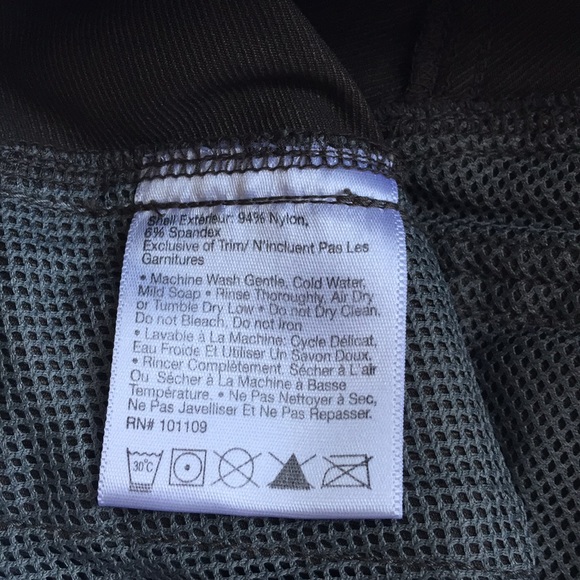 Shell Extérieur: 94% Nylon,
6% Spandex
Exclusive of Trim/ N'incluent Pas Les
Garnitures
• Machine Wash Gentle, Cold Water,
Mild Soap • Rinse Thoroughly, Air Dry
or Tumble Dry Low • Do not Dry Clean,
Do not Bleach, Do not Iron
• Lavable à La Machine: Cycle Délicat,
Eau Froide Et Utiliser Un Savon Doux.
• Rincer Complètement. Sécher à L'air
Ou Sécher à La Machine à Basse
Température. • Ne Pas Nettoyer à Sec,
Ne Pas Javelliser Et Ne Pas Repasser.
RN# 101109
30°C